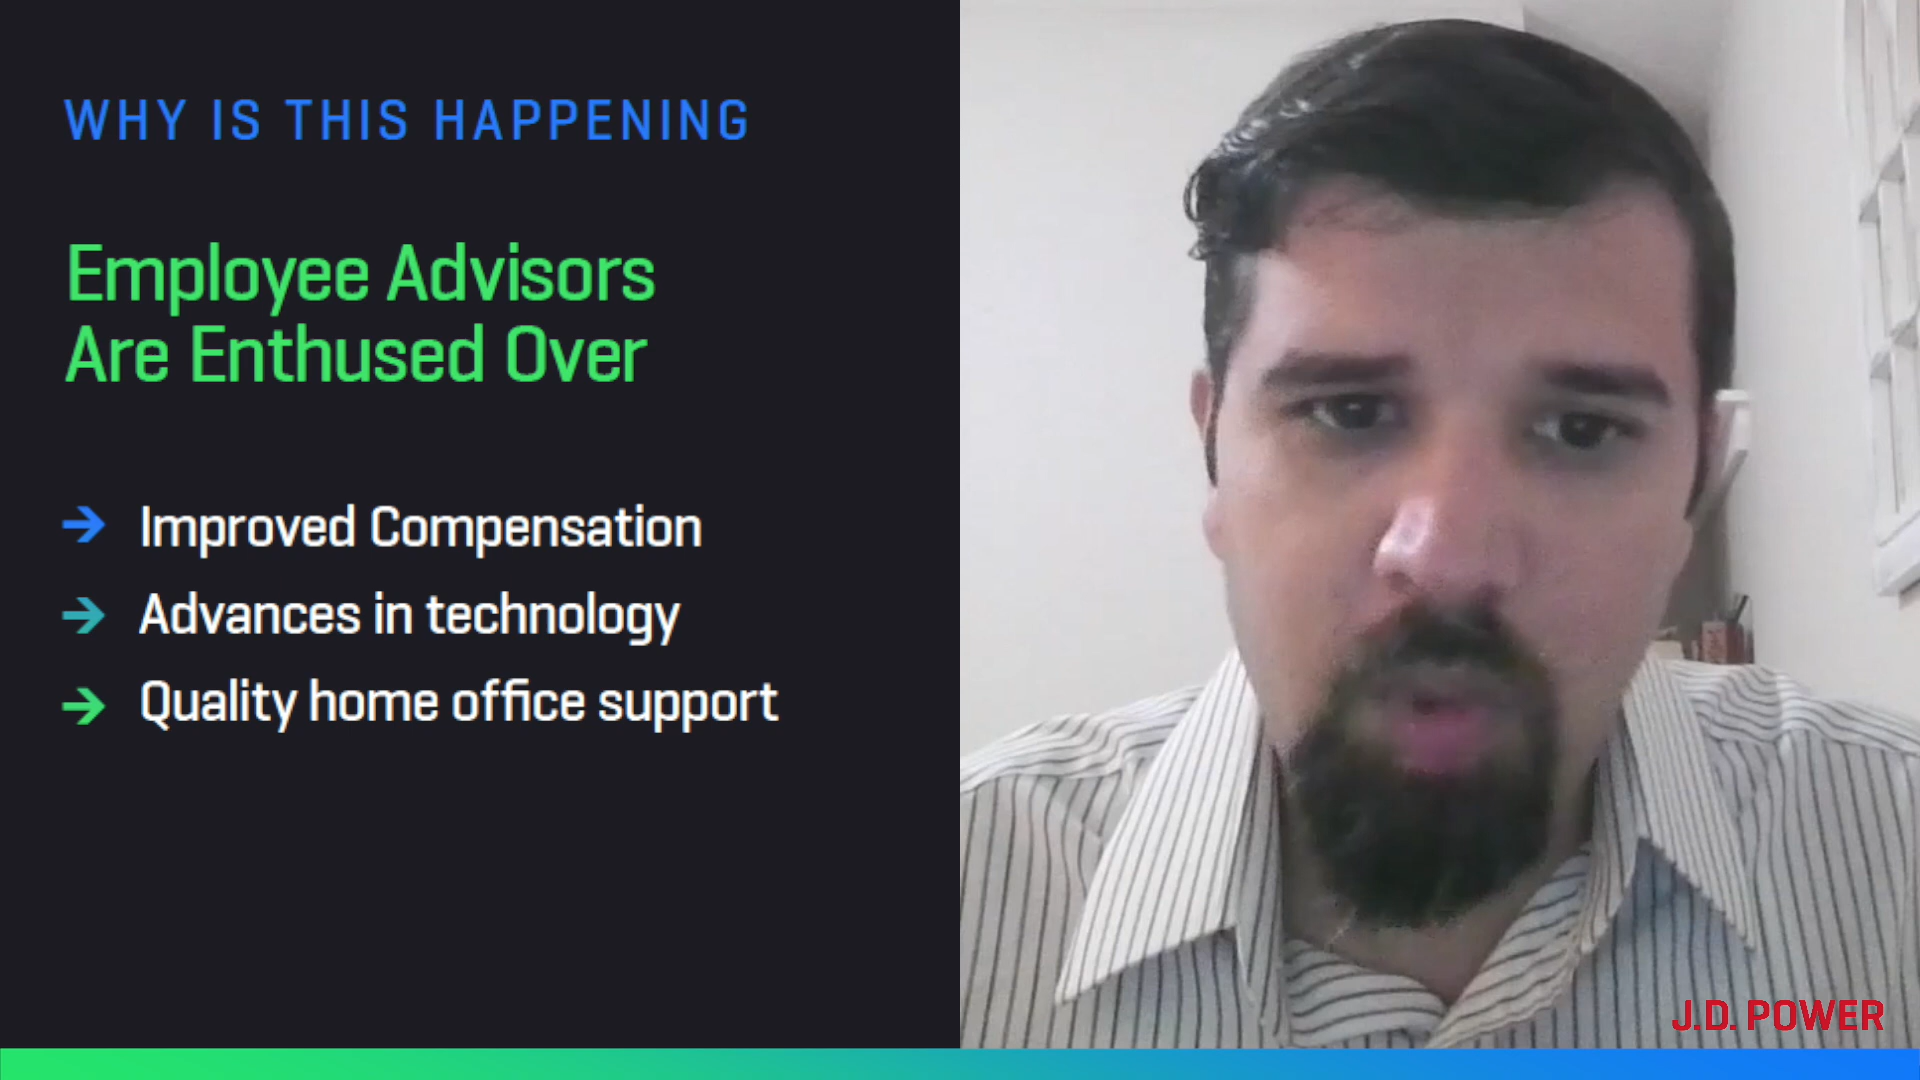 WHY IS THIS HAPPENING
Employee Advisors
Are Enthused Over
Improved Compensation
Advances in technology
Quality home office support
J.D. POWER